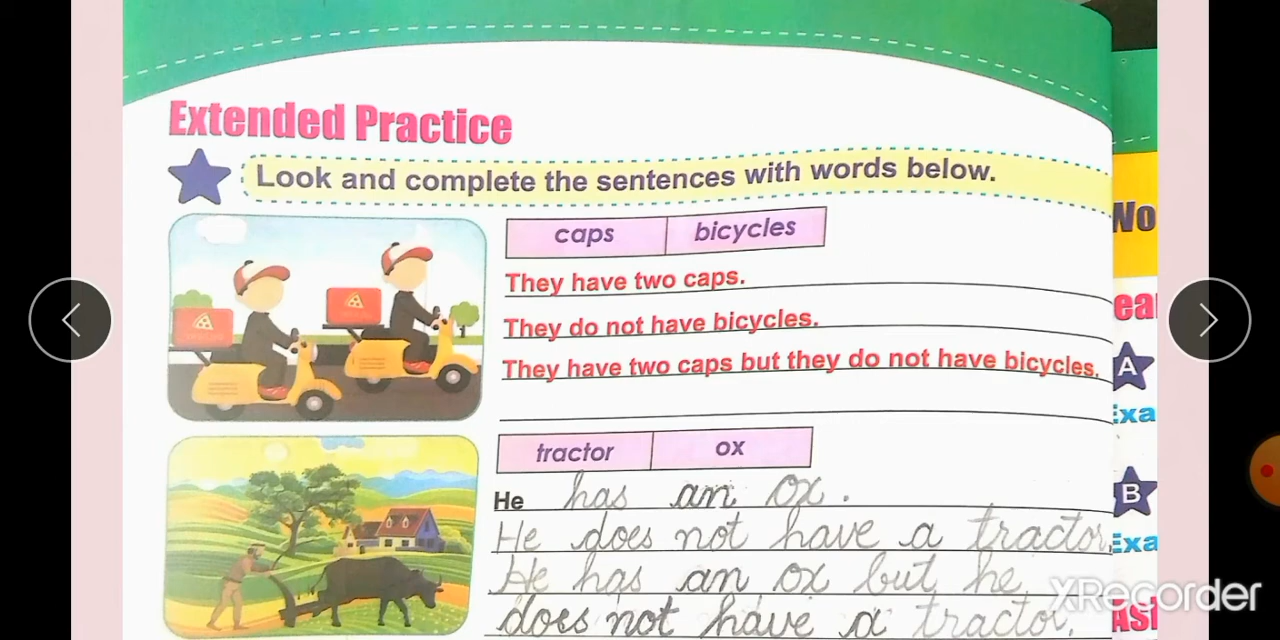 Extended Practice
Look and complete the sentences with words below.
caps bicycles
They have two caps.
They do not have bicycles.
They have two caps but they do not have bicycles.
tractor ox
He has an ox.
He does not have a tractor.
He has an ox but he
does not have a tractor.
A
Exa
B
Exa
XRecorder